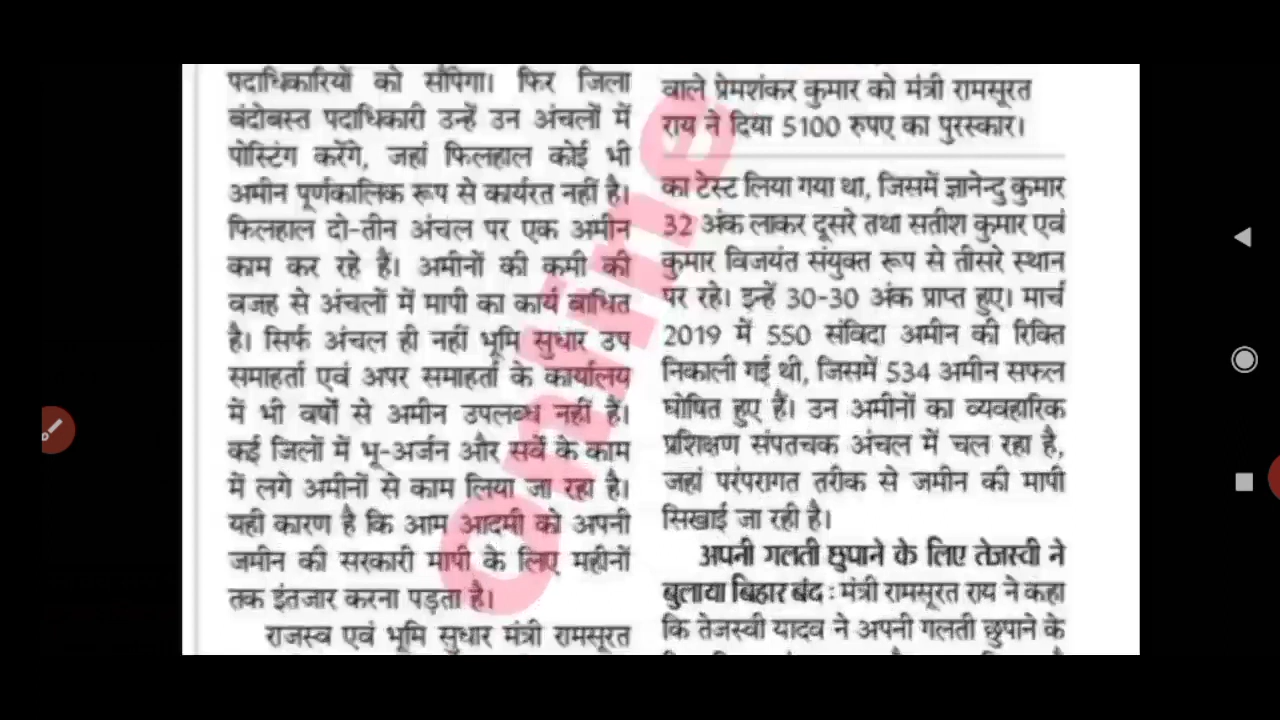 पदाधिकारियों को सौंपेगा। फिर जिला
बंदोबस्त पदाधिकारी उन्हें उन अंचलों में
पोस्टिंग करेंगे, जहां फिलहाल कोई भी
अमीन पूर्णकालिक रूप से कार्यरत नहीं है।
फिलहाल दो-तीन अंचल पर एक अमीन
काम कर रहे हैं। अमीनों की कमी की
वजह से अंचलों में मापी का कार्य बाधित
है। सिर्फ अंचल ही नहीं भूमि सुधार उप
समाहर्ता एवं अपर समाहर्ता के कार्यालय
में भी वर्षों से अमीन उपलब्ध नहीं है।
कई जिलों में भू-अर्जन और सर्वे के काम
में लगे अमीनों से काम लिया जा रहा है।
यही कारण है कि आम आदमी को अपनी
जमीन की सरकारी मापी के लिए महीनों
तक इंतजार करना पड़ता है।
राजस्व एवं भूमि सुधार मंत्री रामसूरत
वाले प्रेमशंकर कुमार को मंत्री रामसूरत
राय ने दिया 5100 रुपए का पुरस्कार।
का टेस्ट लिया गया था, जिसमें ज्ञानेन्दु कुमार
32 अंक लाकर दूसरे तथा सतीश कुमार एवं
कुमार विजयंत संयुक्त रूप से तीसरे स्थान
पर रहे। इन्हें 30-30 अंक प्राप्त हुए। मार्च
2019 में 550 संविदा अमीन की रिक्ति
निकाली गई थी, जिसमें 534 अमीन सफल
घोषित हुए हैं। उन अमीनों का व्यवहारिक
प्रशिक्षण संपतचक अंचल में चल रहा है,
जहां परंपरागत तरीक से जमीन की मापी
सिखाई जा रही है।
अपनी गलती छुपाने के लिए तेजस्वी ने
बुलाया बिहार बंद : मंत्री रामसूरत राय ने कहा
कि तेजस्वी यादव ने अपनी गलती छुपाने के
Online